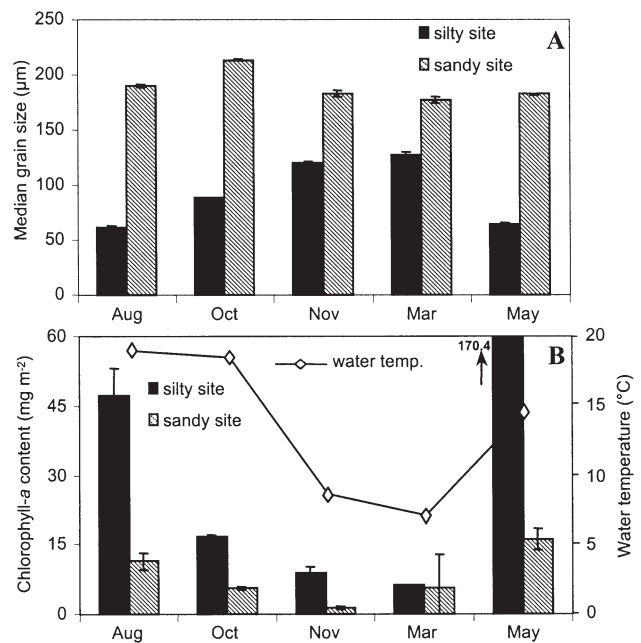 250
200
150
100
50
0
Median grain size (µm)
silty site
sandy site
A
Aug Oct Nov Mar May
60
45
30
15
0
Chlorophyll-a content (mg m-2)
silty site
sandy site
water temp.
170.4
B
20
15
10
5
0
Water temperature (°C)
Aug Oct Nov Mar May